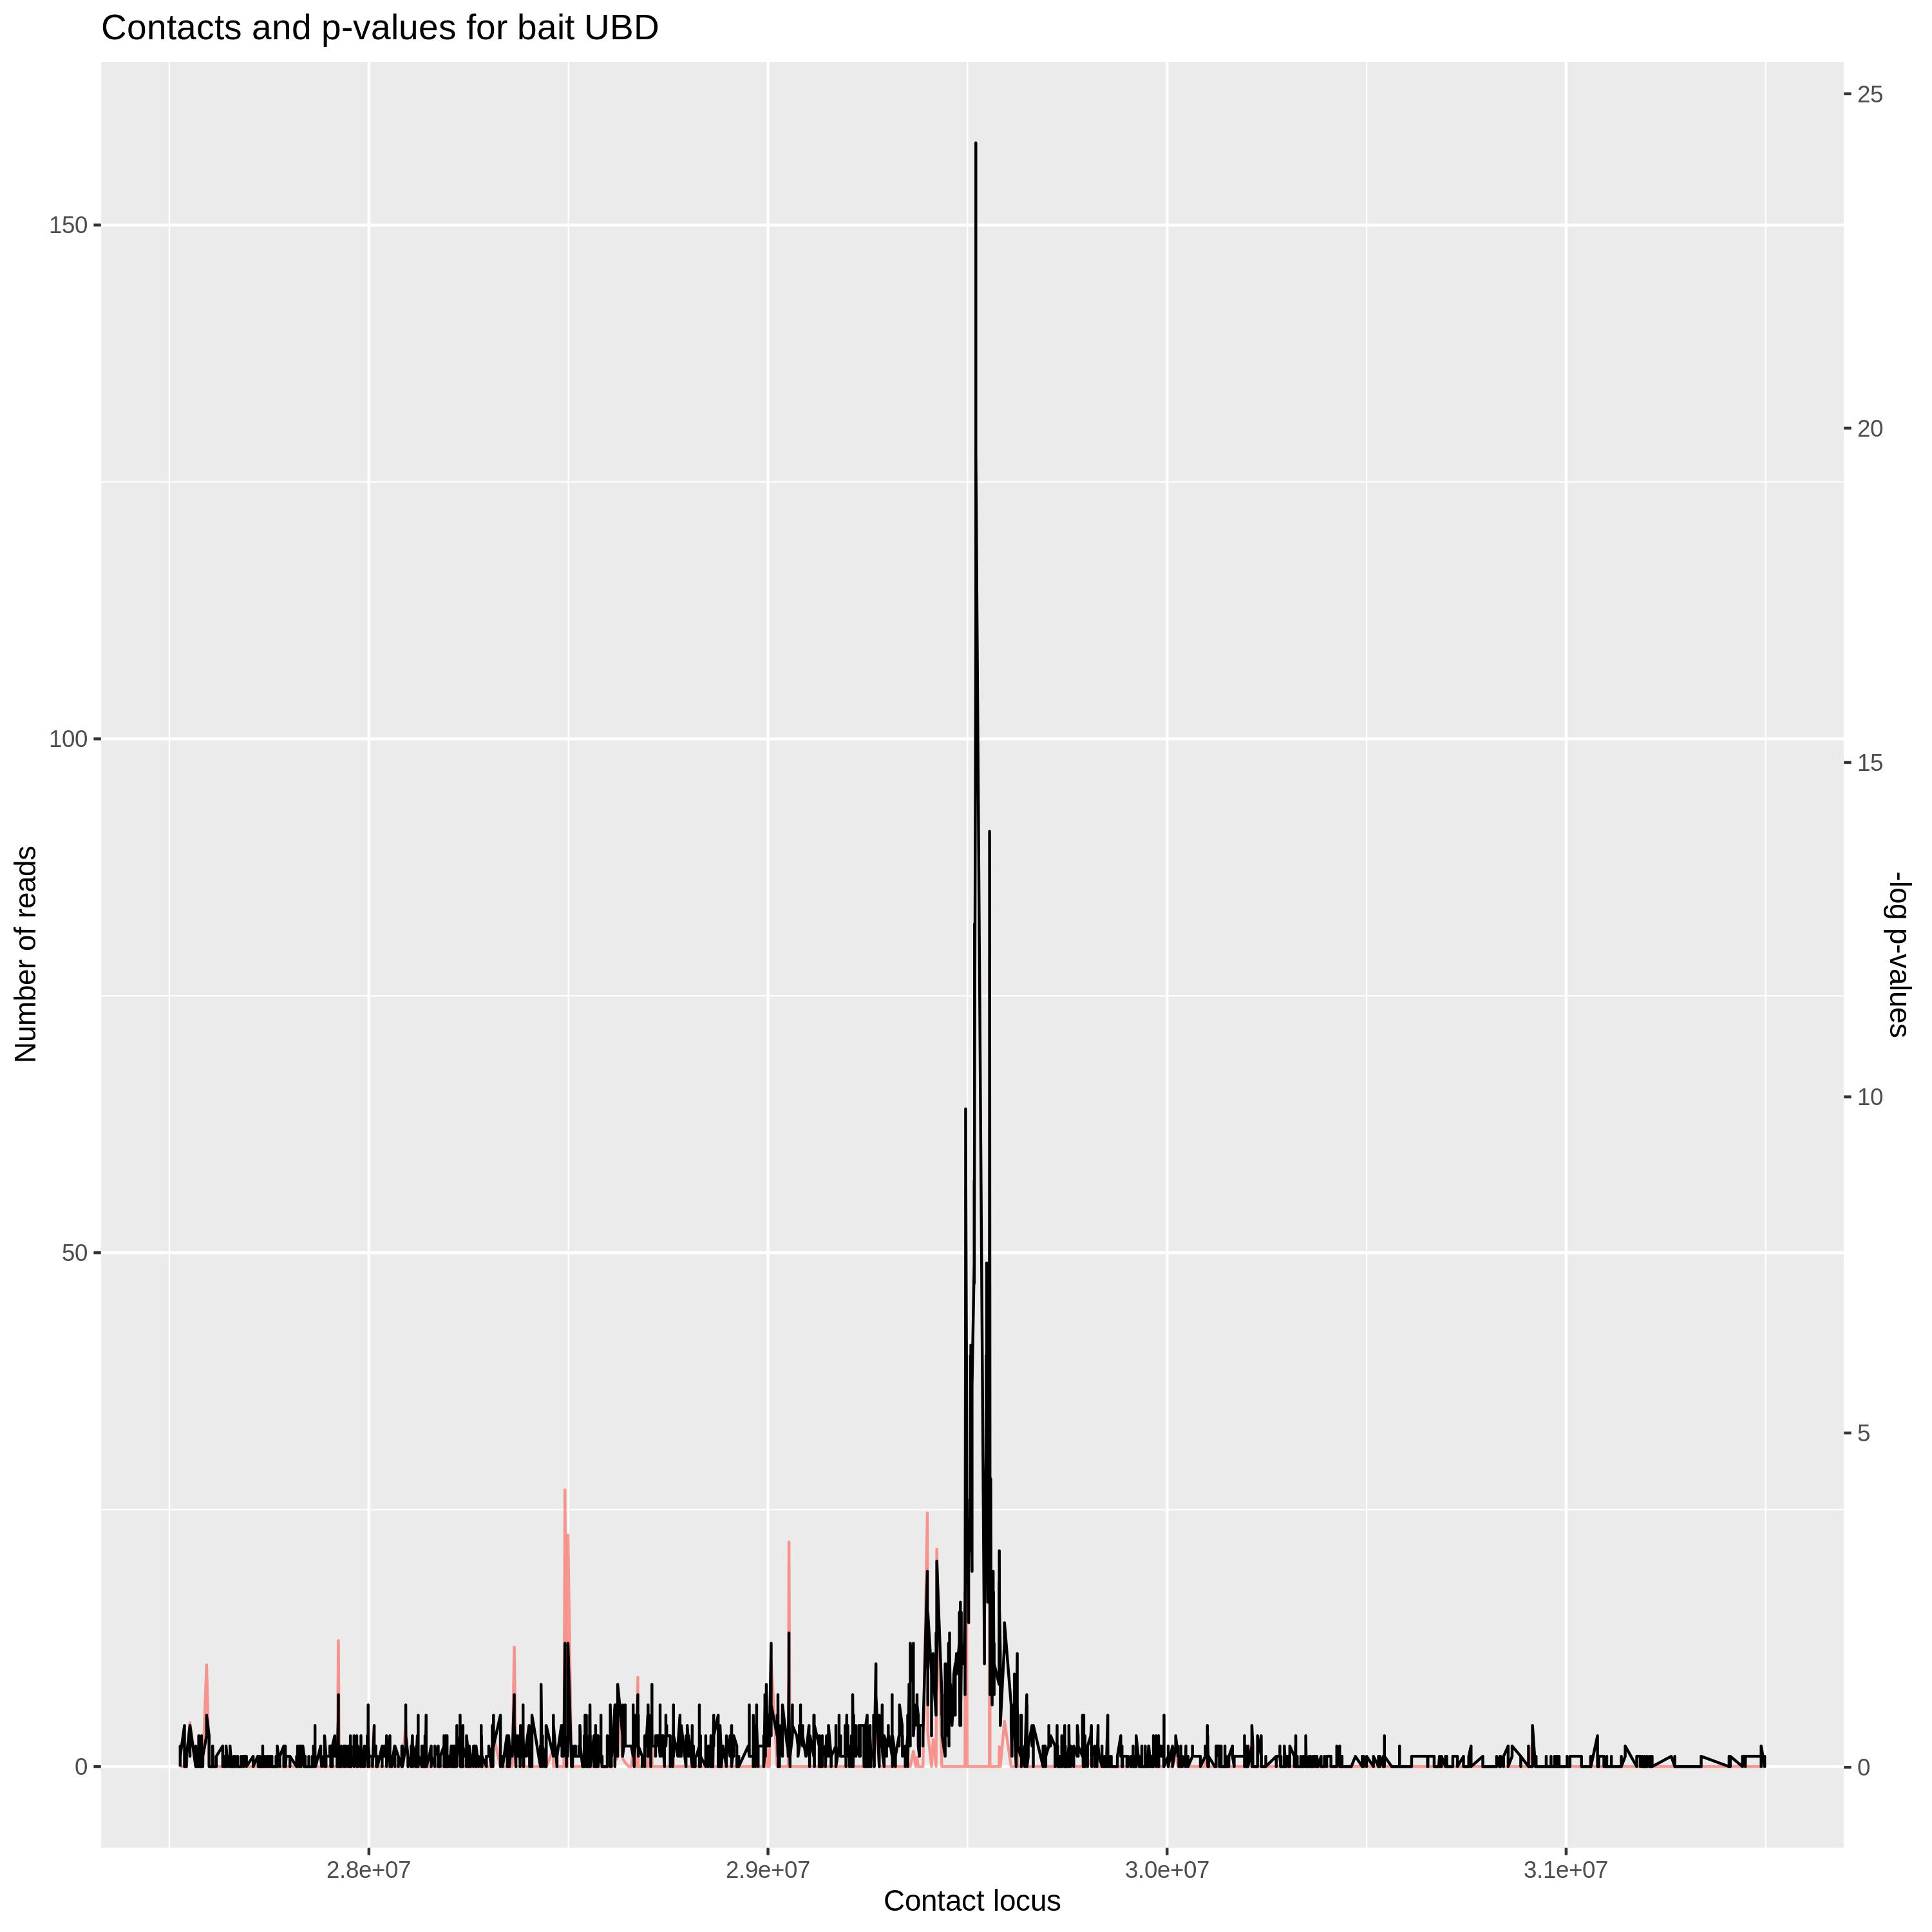 Contacts and p-values for bait UBD
Number of reads
150
100
50
0
25
20
15
10
5
0
-log p-values
2.8e+07
2.9e+07
3.0e+07
3.1e+07
Contact locus